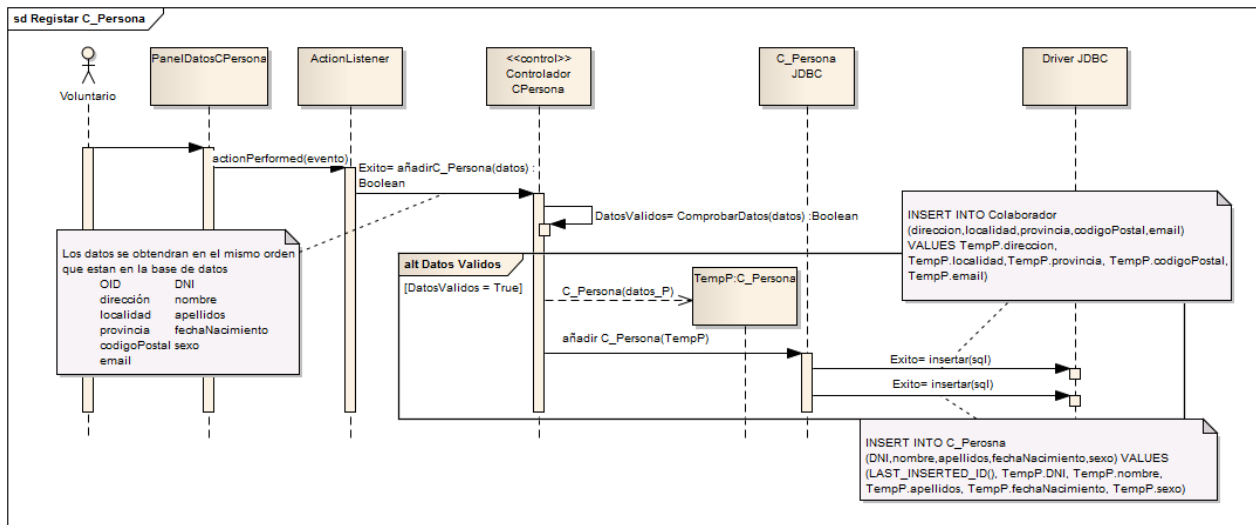 sd Registar C_Persona
Voluntario
PanelDatosCPersona
ActionListener
<<control>>
Controlador
CPersona
C_Persona
JDBC
Driver JDBC
actionPerformed(evento)
Exito= añadirC_Persona(datos) :
Boolean
DatosValidos= ComprobarDatos(datos) :Boolean
INSERT INTO Colaborador
(direccion,localidad,provincia,codigoPostal,email)
VALUES TempP.direccion,
TempP.localidad,TempP.provincia, TempP.codigoPostal,
TempP.email)
Los datos se obtendran en el mismo orden
que estan en la base de datos
OID DNI
dirección nombre
localidad apellidos
provincia fechaNacimiento
codigoPostal sexo
email
alt Datos Validos
[DatosValidos = True]
C_Persona(datos_P)
TempP:C_Persona
añadir C_Persona(TempP)
Exito= insertar(sql)
Exito= insertar(sql)
INSERT INTO C_Perosna
(DNI,nombre,apellidos,fechaNacimiento,sexo) VALUES
(LAST_INSERTED_ID(), TempP.DNI, TempP.nombre,
TempP.apellidos, TempP.fechaNacimiento, TempP.sexo)